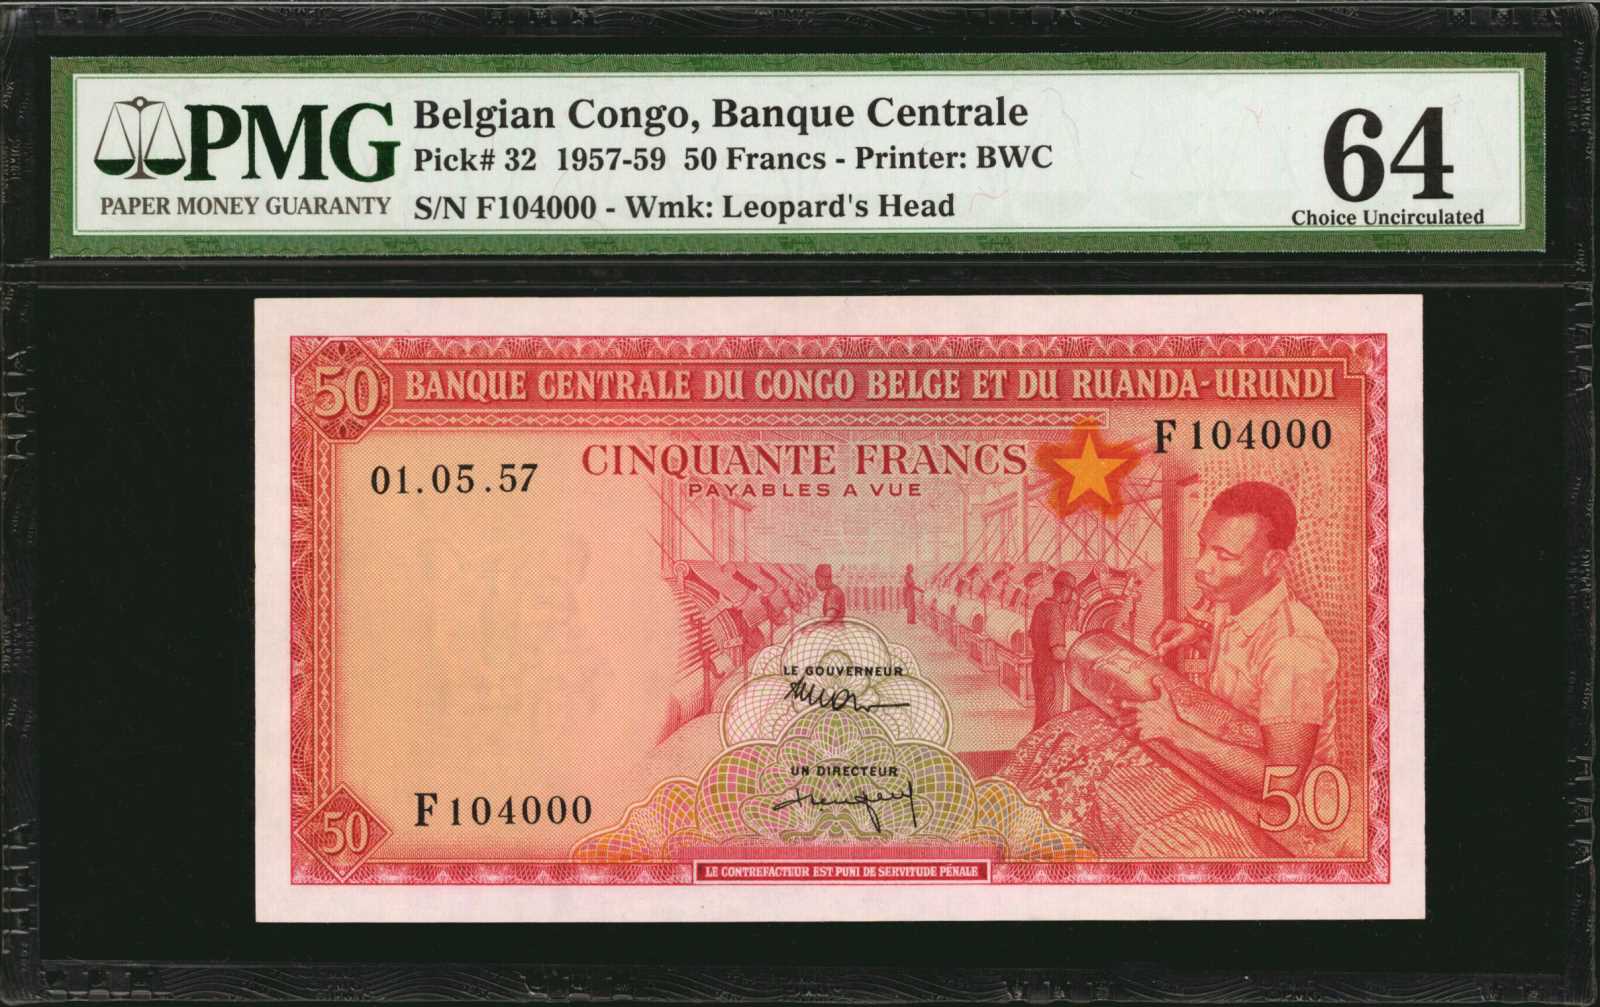 PMG
PAPER MONEY GUARANTY
Belgian Congo, Banque Centrale
Pick# 32 1957-59 50 Francs - Printer: BWC
S/N F104000 - Wmk: Leopard's Head
64
Choice Uncirculated
50 BANQUE CENTRALE DU CONGO BELGE ET DU RUANDA-URUNDI
F 104000
CINQUANTE FRANCS
01.05.57
PAYABLES A VUE
LE GOUVERNEUR
UN DIRECTEUR
50
F 104000
50
LE CONTREFACTEUR EST PUNI DE SERVITUDE PÉNALE